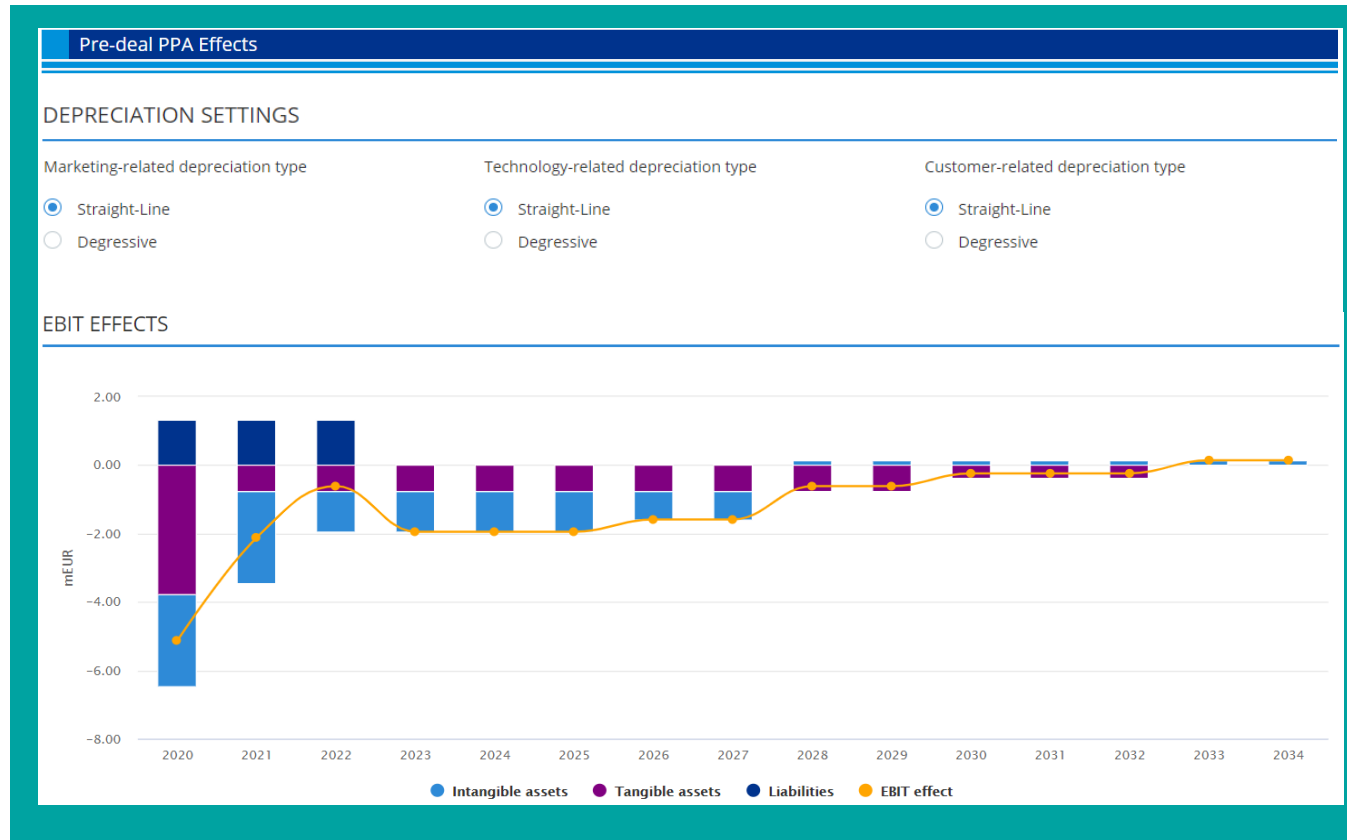 Pre-deal PPA Effects
DEPRECIATION SETTINGS
Marketing-related depreciation type Technology-related depreciation type Customer-related depreciation type
Straight-Line Straight-Line Straight-Line
Degressive Degressive Degressive
EBIT EFFECTS
2.00
0.00
−2.00
mEUR
−4.00
−6.00
−8.00
2020 2021 2022 2023 2024 2025 2026 2027 2028 2029 2030 2031 2032 2033 2034
Intangible assets Tangible assets Liabilities EBIT effect